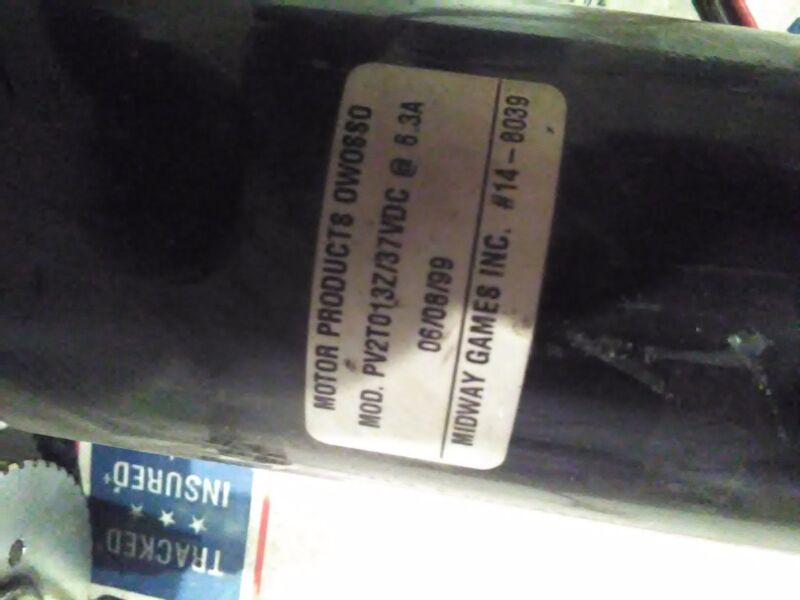 MOTOR PRODUCTS OWOSSO
MOD. PV2T013Z/37VDC @ 6.3A
06/08/99
MIDWAY GAMES INC. #14-8039
TRACKED
★ ★ ★
INSURED